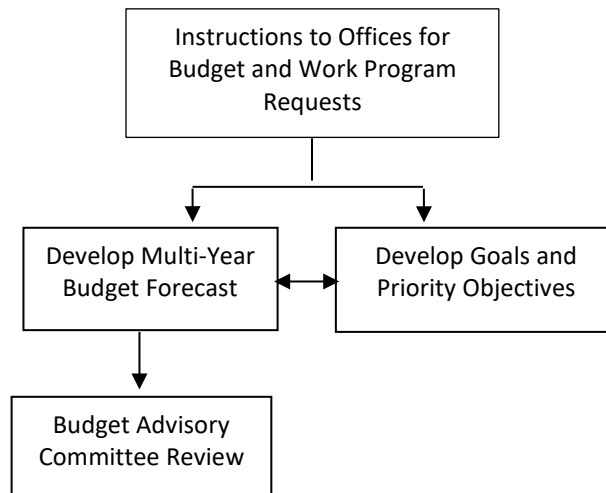 Instructions to Offices for
Budget and Work Program
Requests
Develop Multi-Year
Budget Forecast
Develop Goals and
Priority Objectives
Budget Advisory
Committee Review